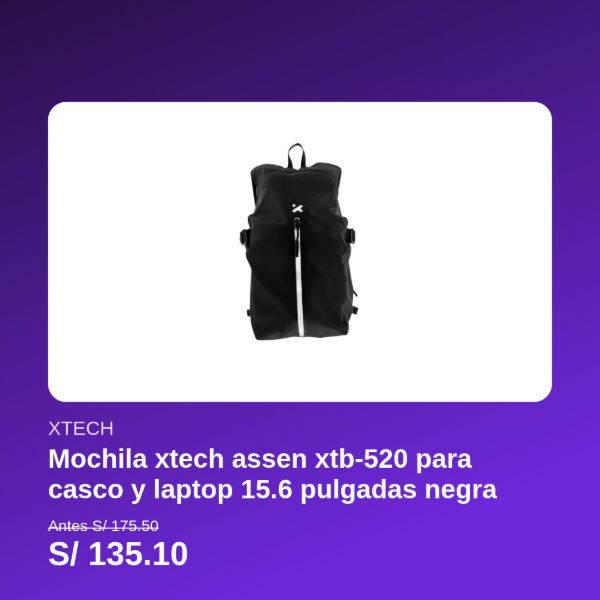 XTECH
Mochila xtech assen xtb-520 para
casco y laptop 15.6 pulgadas negra
Antes S/ 175.50
S/ 135.10